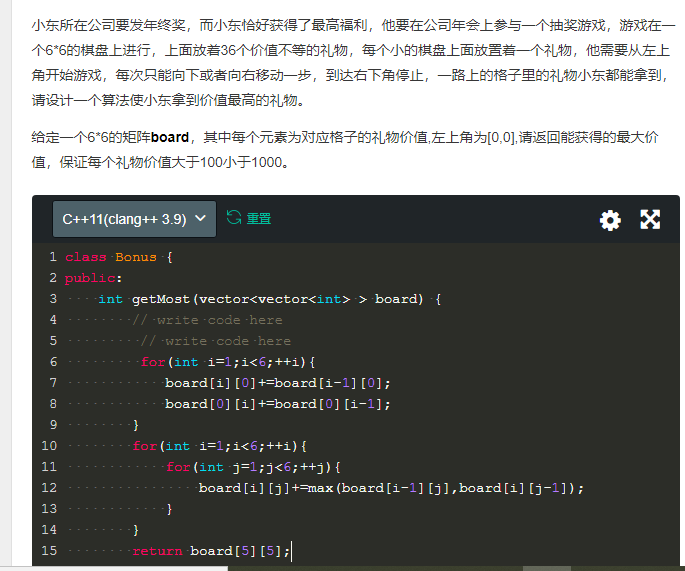 小东所在公司要发年终奖，而小东恰好获得了最高福利，他要在公司年会上参与一个抽奖游戏，游戏在一
个6*6的棋盘上进行，上面放着36个价值不等的礼物，每个小的棋盘上面放置着一个礼物，他需要从左上
角开始游戏，每次只能向下或者向右移动一步，到达右下角停止，一路上的格子里的礼物小东都能拿到，
请设计一个算法使小东拿到价值最高的礼物。
给定一个6*6的矩阵board，其中每个元素为对应格子的礼物价值,左上角为[0,0],请返回能获得的最大价
值，保证每个礼物价值大于100小于1000。
C++11(clang++ 3.9) 重置
1 class Bonus {
2 public:
3     int getMost(vector<vector<int> > board) {
4         // write code here
5          // write code here
6          for(int i=1;i<6;++i){
7             board[i][0]+=board[i-1][0];
8             board[0][i]+=board[0][i-1];
9         }
10         for(int i=1;i<6;++i){
11             for(int j=1;j<6;++j){
12                 board[i][j]+=max(board[i-1][j],board[i][j-1]);
13             }
14         }
15         return board[5][5];